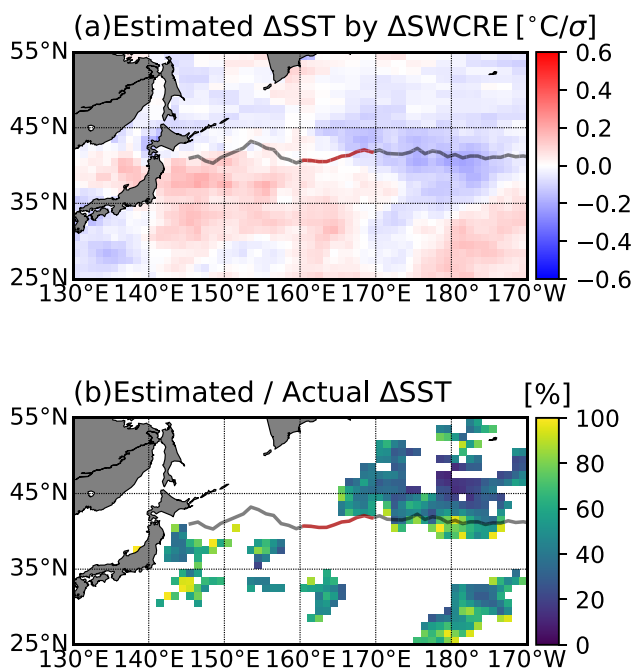 (a)Estimated ΔSST by ΔSWCRE [°C/σ]
55°N
45°N
35°N
25°N
130°E 140°E 150°E 160°E 170°E 180° 170°W
0.6
0.4
0.2
0.0
−0.2
−0.4
−0.6
(b)Estimated / Actual ΔSST [%]
55°N
45°N
35°N
25°N
130°E 140°E 150°E 160°E 170°E 180° 170°W
100
80
60
40
20
0